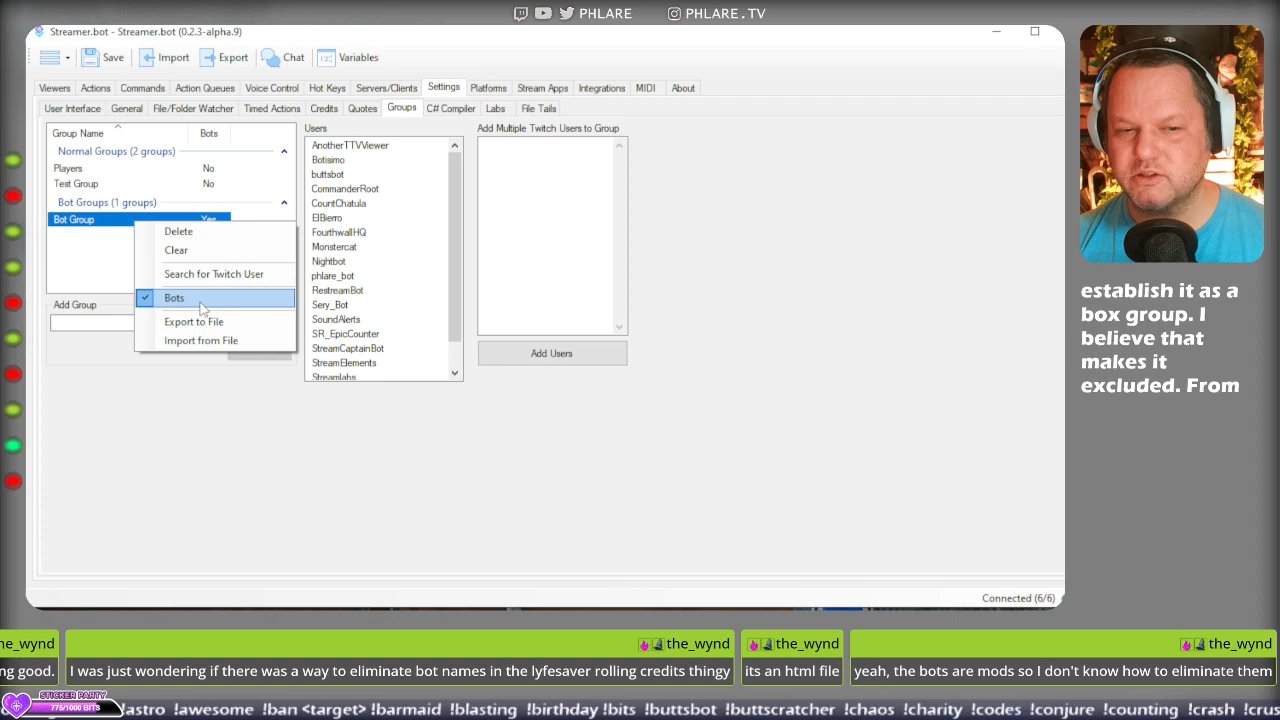 PHLARE PHLARE.TV
Streamer.bot - Streamer.bot (0.2.3-alpha.9)
Save Import Export Chat Variables
Viewers Actions Commands Action Queues Voice Control Hot Keys Servers/Clients Settings Platforms Stream Apps Integrations MIDI About
User Interface General File/Folder Watcher Timed Actions Credits Quotes Groups C# Compiler Labs File Tails
Group Name Bots
Normal Groups (2 groups)
Players No
Test Group No
Bot Groups (1 groups)
Bot Group Yes
Delete
Clear
Search for Twitch User
Bots
Export to File
Import from File
Add Group
Users
AnotherTTVViewer
Botisimo
buttsbot
CommanderRoot
CountChatula
ElBierro
FourthwallHQ
Monstercat
Nightbot
phlare_bot
RestreamBot
Sery_Bot
SoundAlerts
SR_EpicCounter
StreamCaptainBot
StreamElements
Streamlabs
Add Multiple Twitch Users to Group
Add Users
Connected (6/6)
establish it as a
box group. I
believe that
makes it
excluded. From
he_wynd the_wynd the_wynd the_wynd
ng good. I was just wondering if there was a way to eliminate bot names in the lyfesaver rolling credits thingy its an html file yeah, the bots are mods so I don't know how to eliminate them
STICKER PARTY
775/1000 BITS
!astro !awesome !ban <target> !barmaid !blasting !birthday !bits !buttsbot !buttscratcher !chaos !charity !codes !conjure !counting !crash !crus